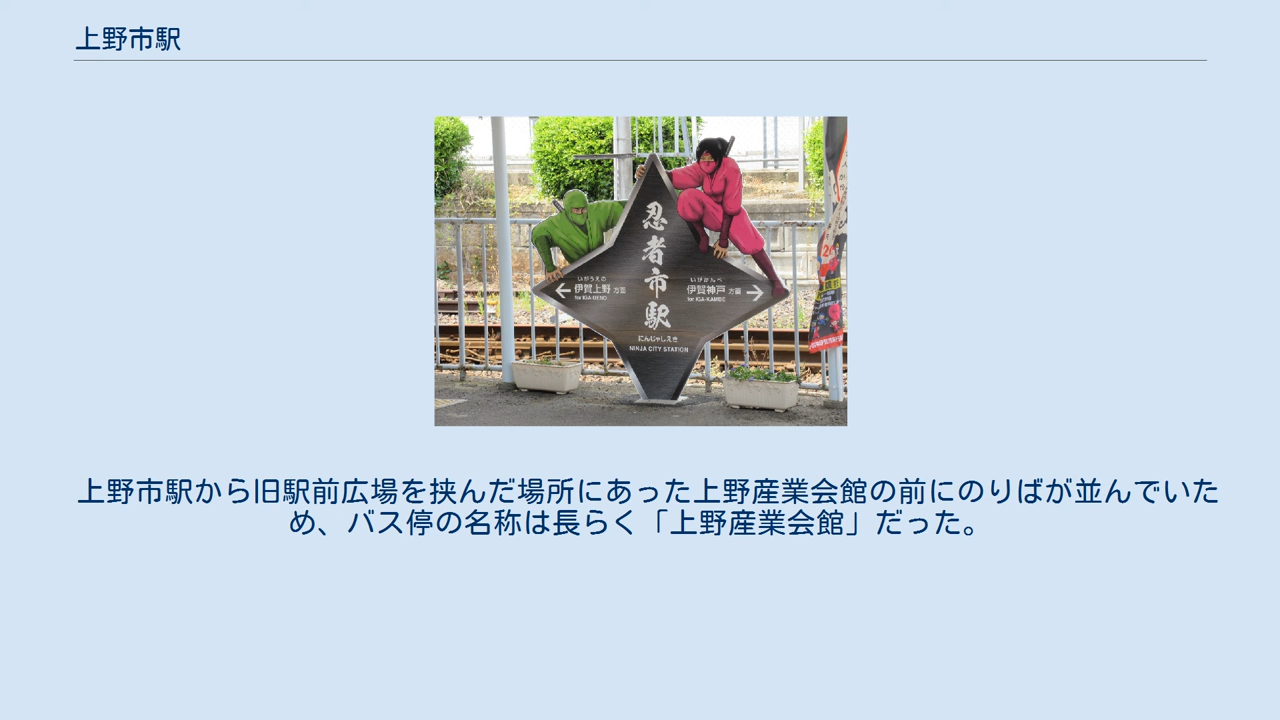 上野市駅
忍者市駅
いがうえの
伊賀上野 方面
for IGA-UENO
いがかんべ
伊賀神戸 方面
for IGA-KAMBE
にんじゃしえき
NINJA CITY STATION
上野市駅から旧駅前広場を挟んだ場所にあった上野産業会館の前にのりばが並んでいた
め、バス停の名称は長らく「上野産業会館」だった。